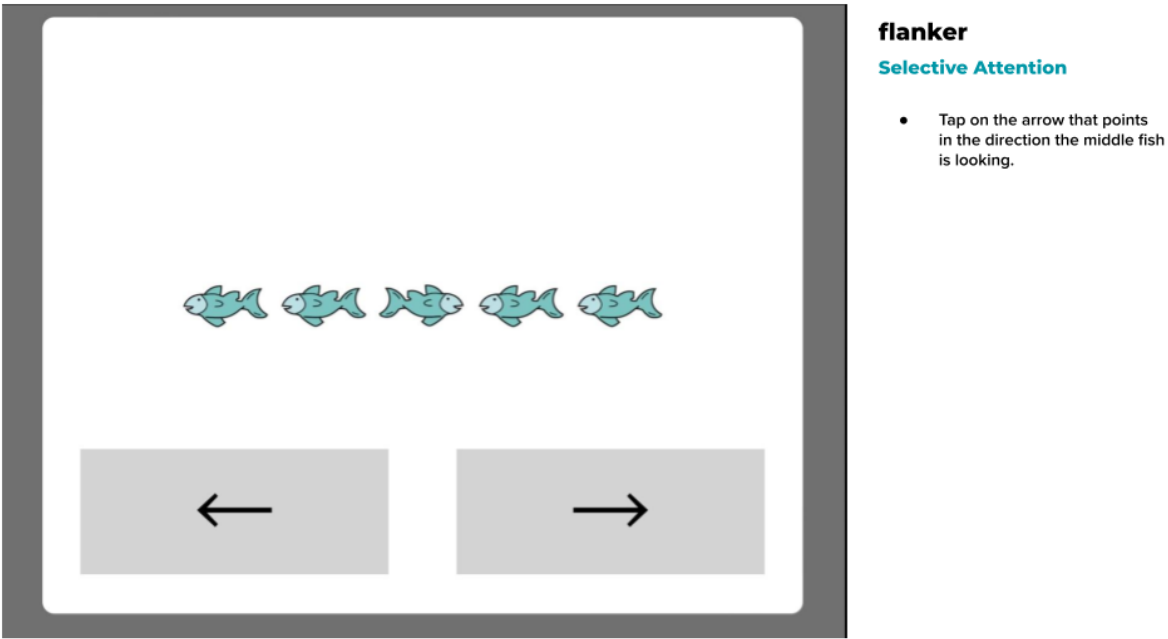 flanker
Selective Attention
● Tap on the arrow that points
in the direction the middle fish
is looking.